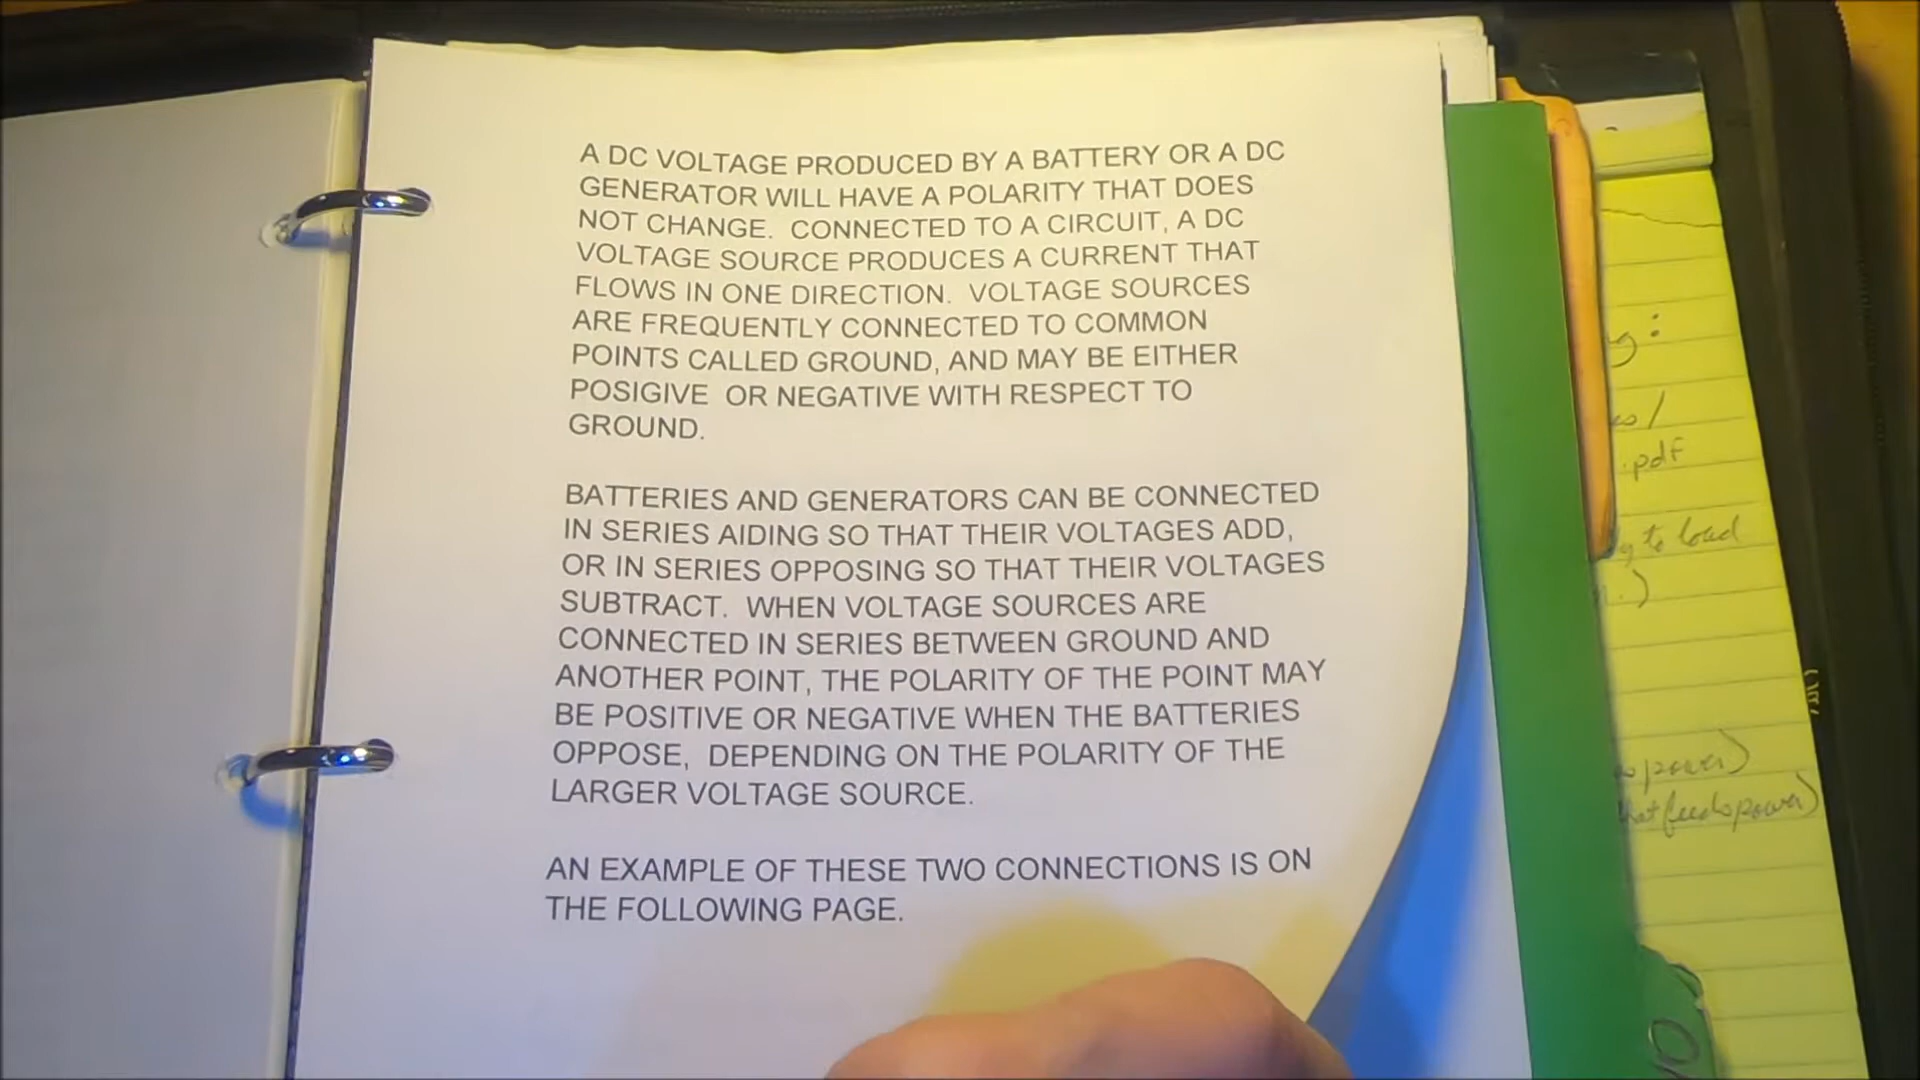 A DC VOLTAGE PRODUCED BY A BATTERY OR A DC
GENERATOR WILL HAVE A POLARITY THAT DOES
NOT CHANGE. CONNECTED TO A CIRCUIT, A DC
VOLTAGE SOURCE PRODUCES A CURRENT THAT
FLOWS IN ONE DIRECTION. VOLTAGE SOURCES
ARE FREQUENTLY CONNECTED TO COMMON
POINTS CALLED GROUND, AND MAY BE EITHER
POSIGIVE OR NEGATIVE WITH RESPECT TO
GROUND.
BATTERIES AND GENERATORS CAN BE CONNECTED
IN SERIES AIDING SO THAT THEIR VOLTAGES ADD,
OR IN SERIES OPPOSING SO THAT THEIR VOLTAGES
SUBTRACT. WHEN VOLTAGE SOURCES ARE
CONNECTED IN SERIES BETWEEN GROUND AND
ANOTHER POINT, THE POLARITY OF THE POINT MAY
BE POSITIVE OR NEGATIVE WHEN THE BATTERIES
OPPOSE, DEPENDING ON THE POLARITY OF THE
LARGER VOLTAGE SOURCE.
AN EXAMPLE OF THESE TWO CONNECTIONS IS ON
THE FOLLOWING PAGE.
.pdf
to load
power)
feeds power)